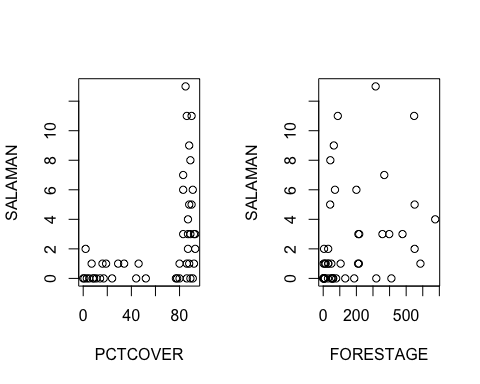 SALAMAN
0 2 4 6 8 10
0 40 80
PCTCOVER
SALAMAN
0 2 4 6 8 10
0 200 500
FORESTAGE